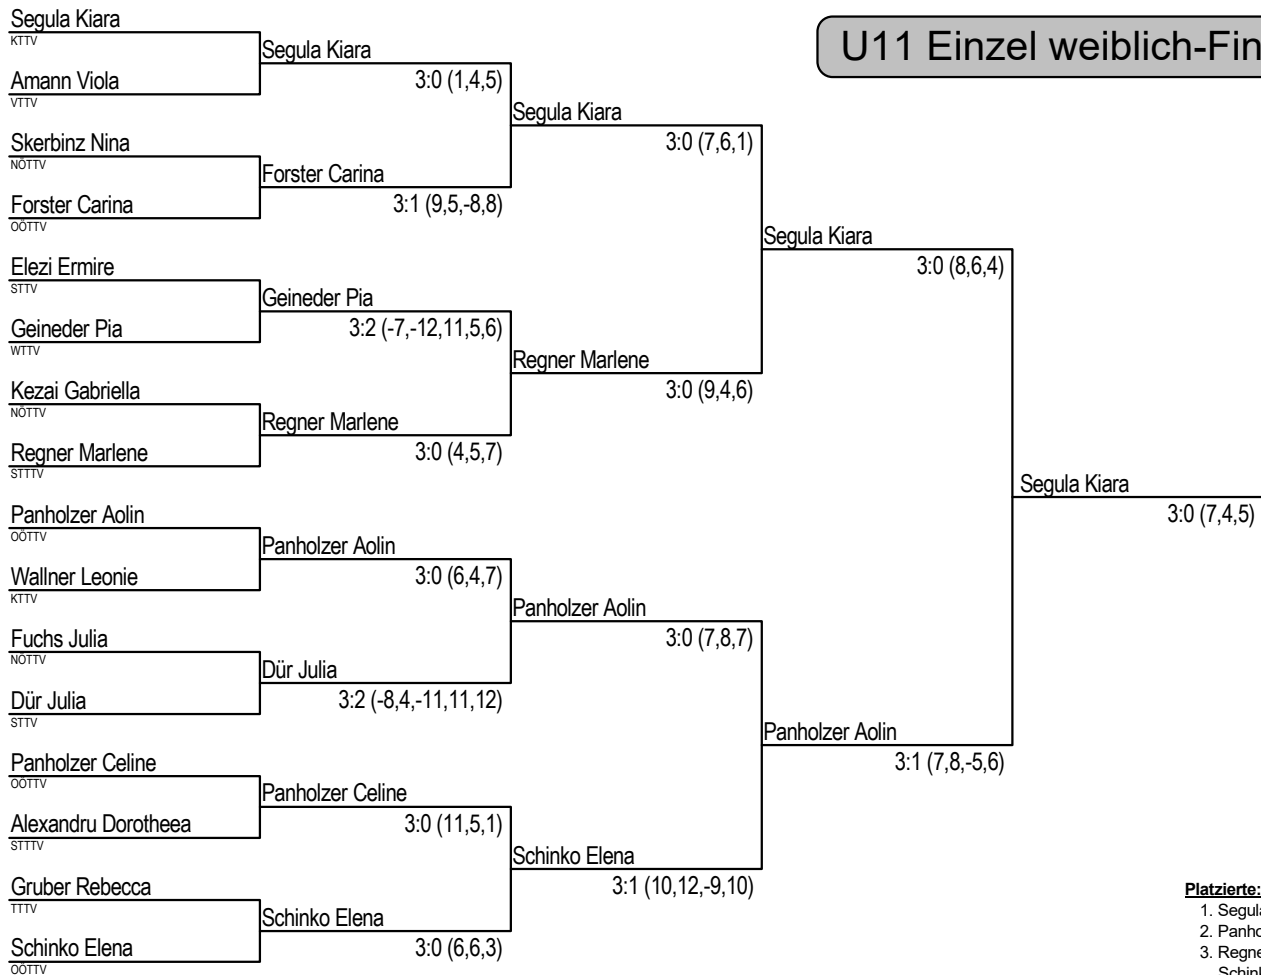 U11 Einzel weiblich-Fin
Segula Kiara
KTTV
Segula Kiara
Amann Viola
VTTV
3:0 (1,4,5)
Segula Kiara
Skerbinz Nina
NÖTTV
3:0 (7,6,1)
Forster Carina
Forster Carina
OÖTTV
3:1 (9,5,-8,8)
Segula Kiara
Elezi Ermire
STTV
3:0 (8,6,4)
Geineder Pia
Geineder Pia
WTTV
3:2 (-7,-12,11,5,6)
Regner Marlene
Kezai Gabriella
NÖTTV
3:0 (9,4,6)
Regner Marlene
Regner Marlene
STTTV
3:0 (4,5,7)
Segula Kiara
Panholzer Aolin
OÖTTV
3:0 (7,4,5)
Panholzer Aolin
Wallner Leonie
KTTV
3:0 (6,4,7)
Panholzer Aolin
Fuchs Julia
NÖTTV
3:0 (7,8,7)
Dür Julia
Dür Julia
STTV
3:2 (-8,4,-11,11,12)
Panholzer Aolin
Panholzer Celine
OÖTTV
3:1 (7,8,-5,6)
Panholzer Celine
Alexandru Dorotheea
STTTV
3:0 (11,5,1)
Schinko Elena
Gruber Rebecca
TTTV
3:1 (10,12,-9,10)
Schinko Elena
Schinko Elena
OÖTTV
3:0 (6,6,3)
Platzierte:
1. Segula
2. Panho
3. Regne
Schink